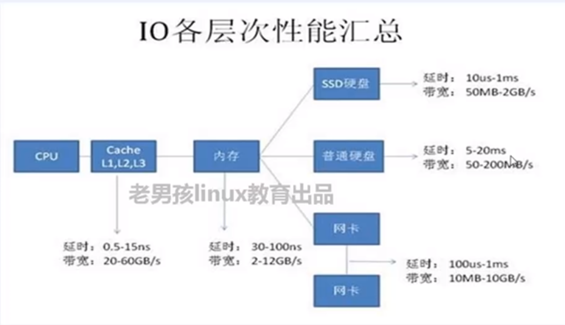 IO各层次性能汇总
SSD硬盘
延时： 10us-1ms
带宽： 50MB-2GB/s
CPU
Cache
L1,L2,L3
内存
普通硬盘
延时： 5-20ms
带宽： 50-200MB/s
老男孩linux教育出品
网卡
延时： 0.5-15ns
带宽： 20-60GB/s
延时： 30-100ns
带宽： 2-12GB/s
网卡
延时： 100us-1ms
带宽： 10MB-10GB/s